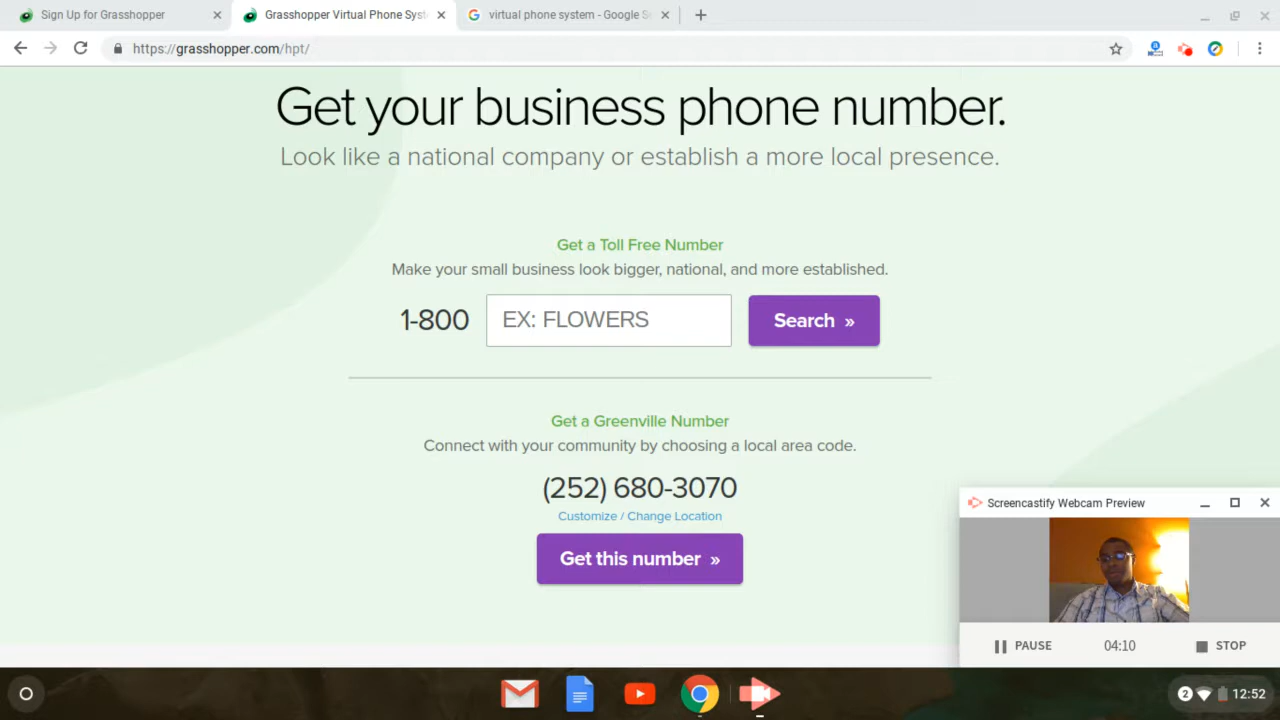 Sign Up for Grasshopper
Grasshopper Virtual Phone Syst
virtual phone system - Google Se
https://grasshopper.com/hpt/
Get your business phone number.
Look like a national company or establish a more local presence.
Get a Toll Free Number
Make your small business look bigger, national, and more established.
1-800
EX: FLOWERS
Search »
Get a Greenville Number
Connect with your community by choosing a local area code.
(252) 680-3070
Customize / Change Location
Get this number »
Screencastify Webcam Preview
PAUSE
04:10
STOP
2
12:52